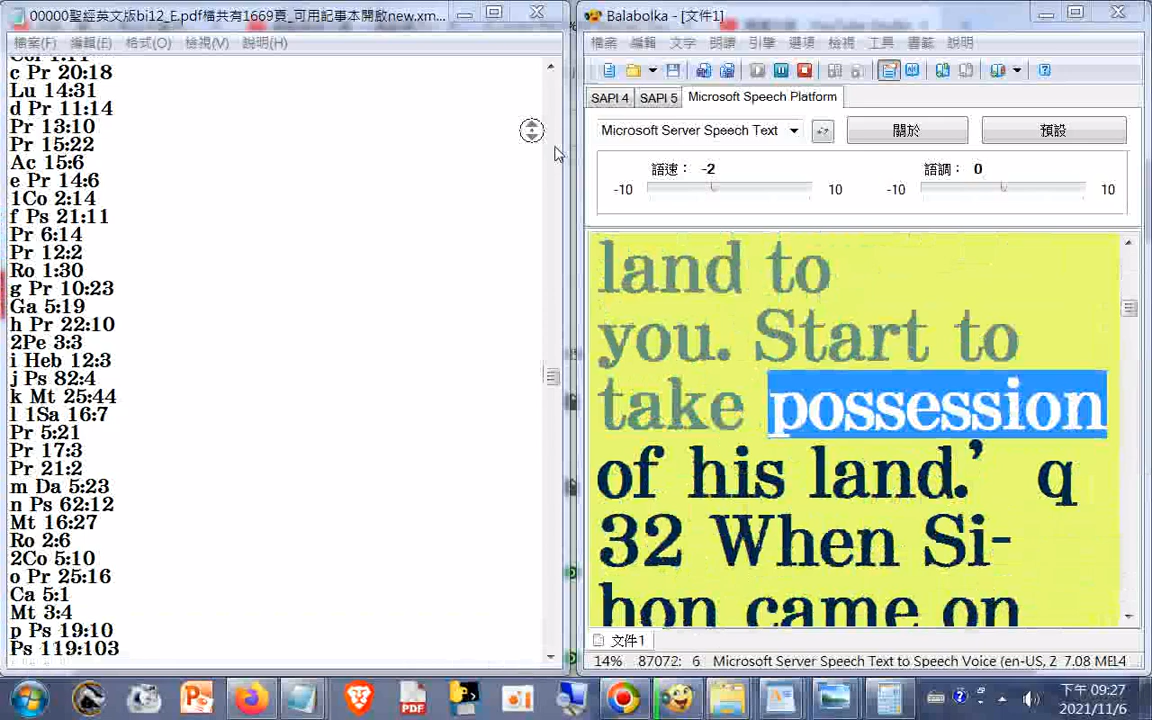 00000聖經英文版bi12_E.pdf檔共有1669頁_可用記事本開啟new.xm...
檔案(F) 編輯(E) 格式(O) 檢視(V) 說明(H)
c Pr 20:18
Lu 14:31
d Pr 11:14
Pr 13:10
Pr 15:22
Ac 15:6
e Pr 14:6
1Co 2:14
f Ps 21:11
Pr 6:14
Pr 12:2
Ro 1:30
g Pr 10:23
Ga 5:19
h Pr 22:10
2Pe 3:3
i Heb 12:3
j Ps 82:4
k Mt 25:44
l 1Sa 16:7
Pr 5:21
Pr 17:3
Pr 21:2
m Da 5:23
n Ps 62:12
Mt 16:27
Ro 2:6
2Co 5:10
o Pr 25:16
Ca 5:1
Mt 3:4
p Ps 19:10
Ps 119:103
Balabolka - [文件1]
檔案 編輯 文字 朗讀 引擎 選項 檢視 工具 書籤 說明
SAPI 4 SAPI 5 Microsoft Speech Platform
Microsoft Server Speech Text 關於 預設
語速: -2 語調: 0
-10 10 -10 10
land to
you. Start to
take possession
of his land.’ q
32 When Si-
hon came on
文件1
14% 87072: 6 Microsoft Server Speech Text to Speech Voice (en-US, 2 7.08 ME14
下午 09:27
2021/11/6